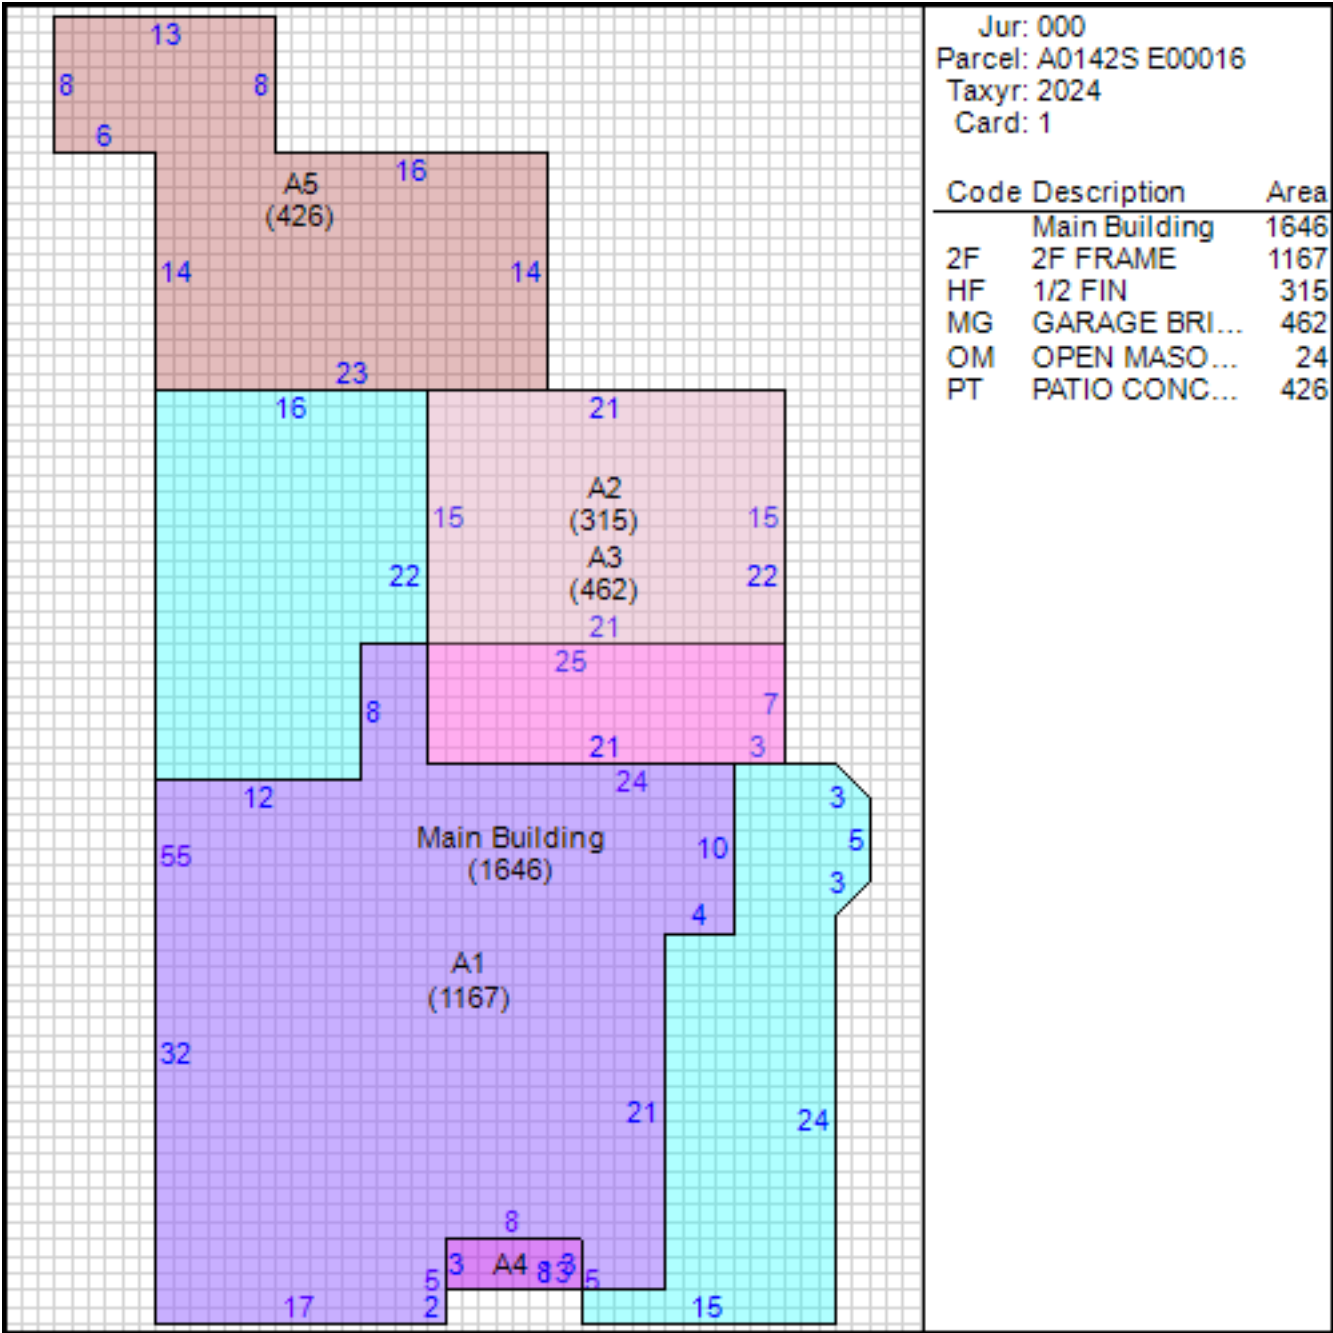 Jur: 000
Parcel: A0142S E00016
Taxyr: 2024
Card: 1
Code Description Area
Main Building 1646
2F 2F FRAME 1167
HF 1/2 FIN 315
MG GARAGE BRI... 462
OM OPEN MASO... 24
PT PATIO CONC... 426
13
8 8
6
16
A5
(426)
14 14
23
16 21
A2
(315)
15 15
A3
(462)
22 22
21
25
8 7
21 3
24
12 3
Main Building
(1646)
55 10 5
3
4
A1
(1167)
32
21 24
8
3 A4 3
5 5
17 2 15